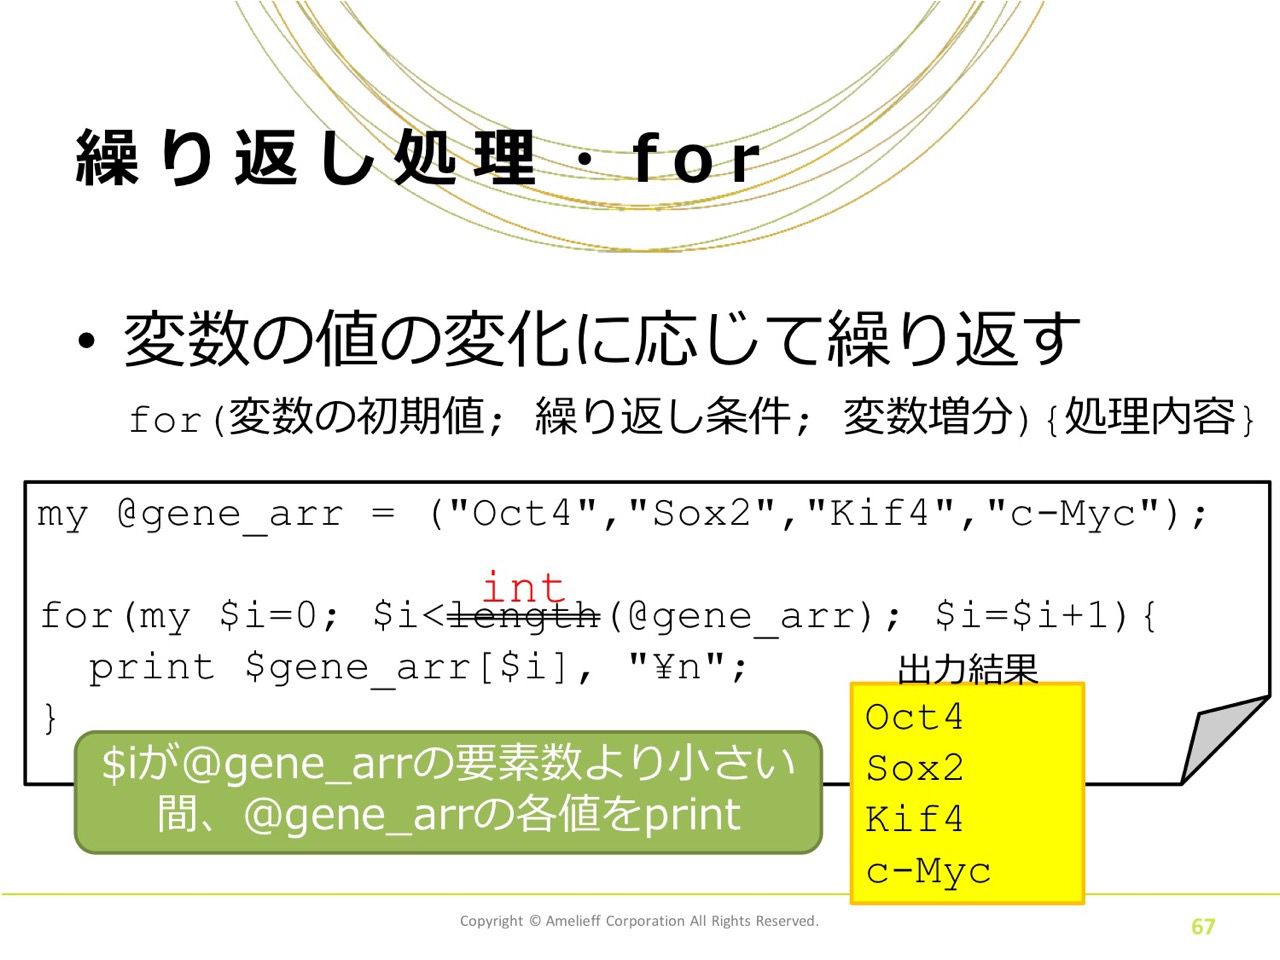 繰り返し処理・for
• 変数の値の変化に応じて繰り返す
for(変数の初期値; 繰り返し条件; 変数増分){処理内容}
my @gene_arr = ("Oct4","Sox2","Kif4","c-Myc");
int
for(my $i=0; $i<length(@gene_arr); $i=$i+1){
print $gene_arr[$i], "¥n";
}
出力結果
Oct4
Sox2
Kif4
c-Myc
$iが@gene_arrの要素数より小さい
間、@gene_arrの各値をprint
Copyright © Amelieff Corporation All Rights Reserved.
67